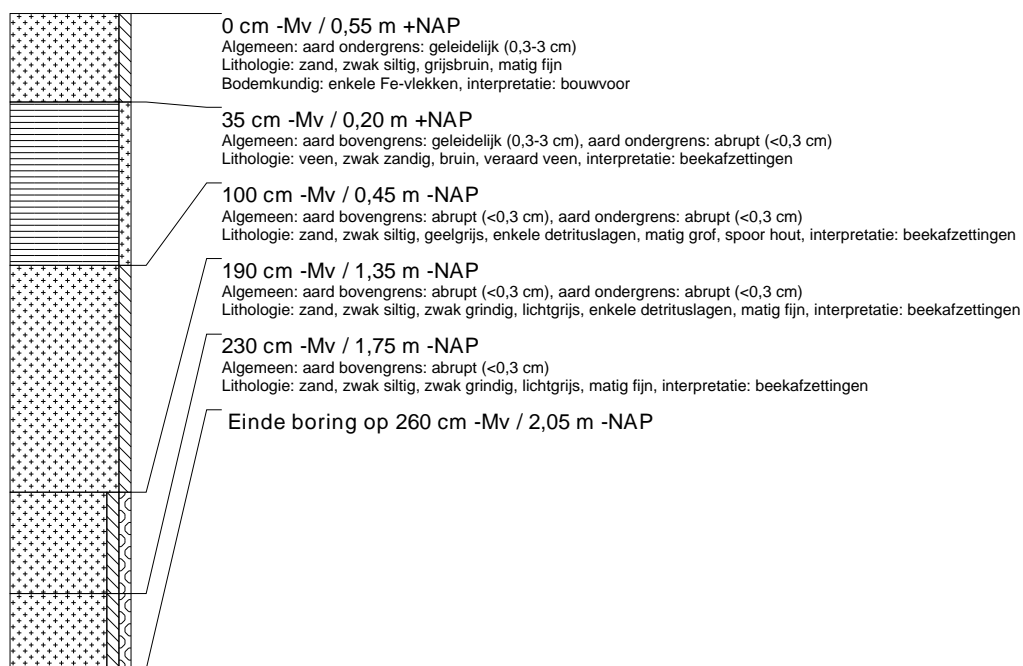 0 cm -Mv / 0,55 m +NAP
Algemeen: aard ondergrens: geleidelijk (0,3-3 cm)
Lithologie: zand, zwak siltig, grijsbruin, matig fijn
Bodemkundig: enkele Fe-vlekken, interpretatie: bouwvoor
35 cm -Mv / 0,20 m +NAP
Algemeen: aard bovengrens: geleidelijk (0,3-3 cm), aard ondergrens: abrupt (<0,3 cm)
Lithologie: veen, zwak zandig, bruin, veraard veen, interpretatie: beekafzettingen
100 cm -Mv / 0,45 m -NAP
Algemeen: aard bovengrens: abrupt (<0,3 cm), aard ondergrens: abrupt (<0,3 cm)
Lithologie: zand, zwak siltig, geelgrijs, enkele detrituslagen, matig grof, spoor hout, interpretatie: beekafzettingen
190 cm -Mv / 1,35 m -NAP
Algemeen: aard bovengrens: abrupt (<0,3 cm), aard ondergrens: abrupt (<0,3 cm)
Lithologie: zand, zwak siltig, zwak grindig, lichtgrijs, enkele detrituslagen, matig fijn, interpretatie: beekafzettingen
230 cm -Mv / 1,75 m -NAP
Algemeen: aard bovengrens: abrupt (<0,3 cm)
Lithologie: zand, zwak siltig, zwak grindig, lichtgrijs, matig fijn, interpretatie: beekafzettingen
Einde boring op 260 cm -Mv / 2,05 m -NAP